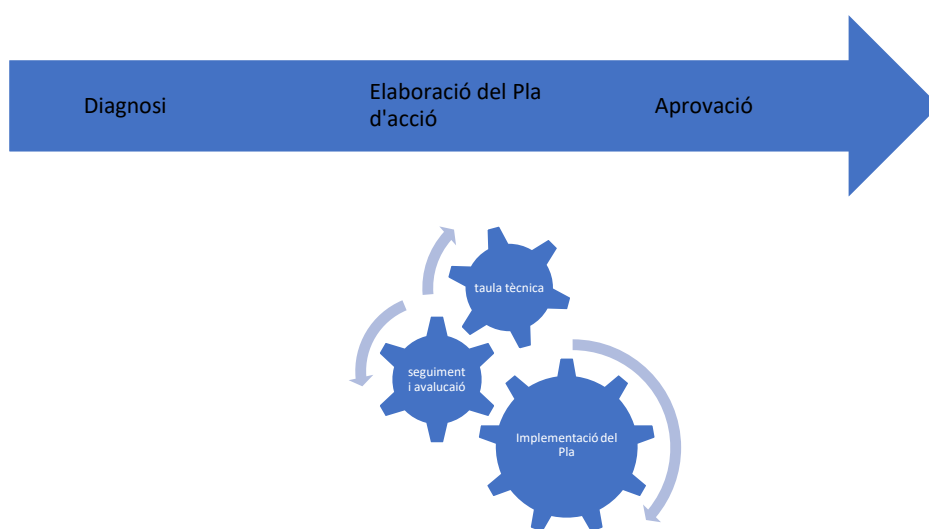 Diagnosi
Elaboració del Pla
d'acció
Aprovació
taula tècnica
seguiment
i avalucaió
Implementació del
Pla